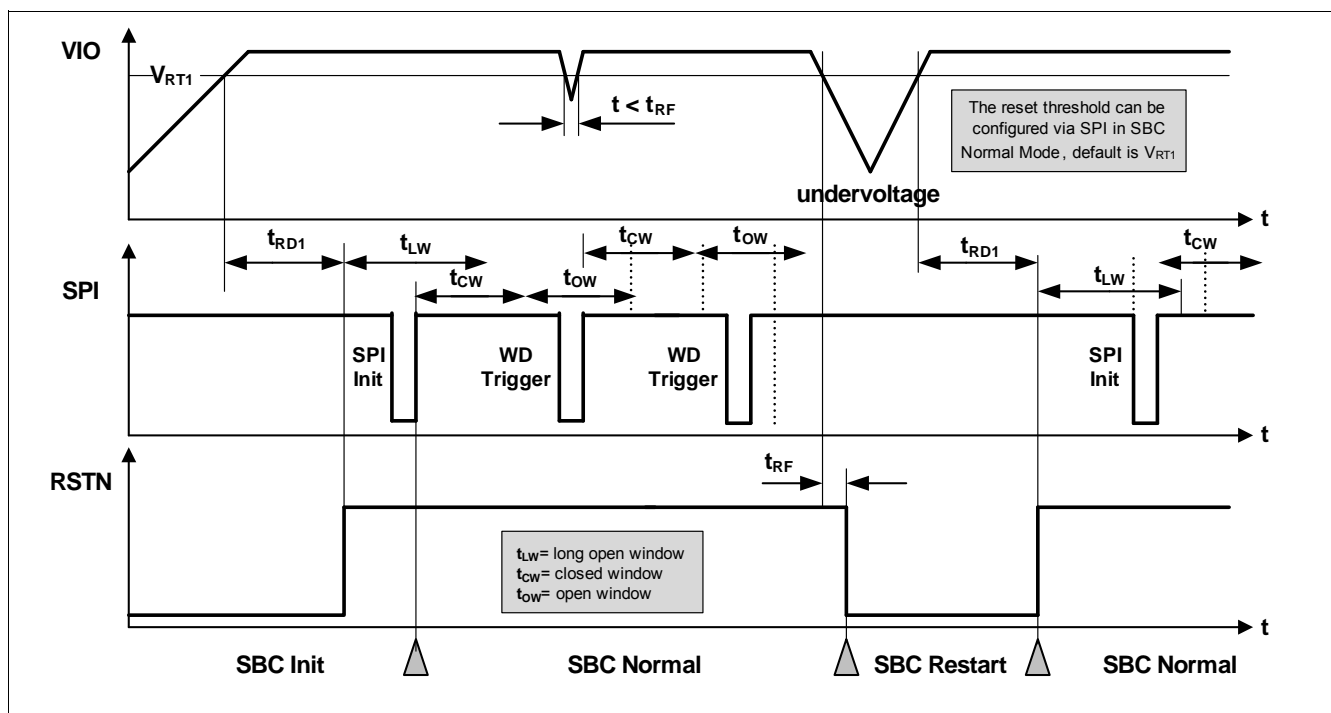 VIO
VRT1
t < tRF
The reset threshold can be
configured via SPI in SBC
Normal Mode, default is VRT1
undervoltage
t
tRD1
tLW
tCW
tOW
tCW
tOW
tRD1
tLW
tCW
SPI
SPI
Init
WD
Trigger
WD
Trigger
SPI
Init
t
RSTN
tRF
tLW= long open window
tCW= closed window
tOW= open window
t
SBC Init
SBC Normal
SBC Restart
SBC Normal